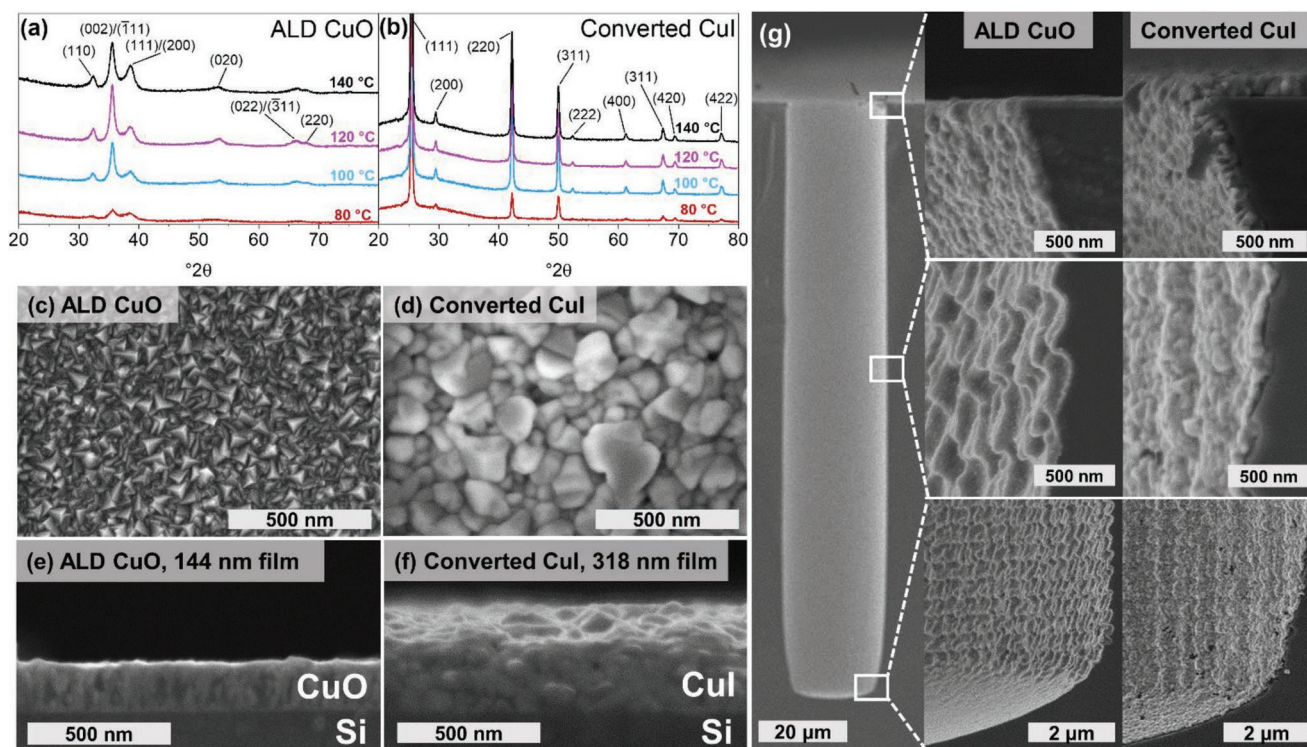 (a)
ALD CuO
(110)
(002)/(1̄11)
(111)/(200)
(020)
(022)/(3̄11)
(220)
140 °C
120 °C
100 °C
80 °C
20 30 40 50 60 70
°2θ
(b)
Converted CuI
(111)
(200)
(220)
(311)
(222)
(400)
(311)
(420)
(422)
140 °C
120 °C
100 °C
80 °C
20 30 40 50 60 70 80
°2θ
(c) ALD CuO
500 nm
(d) Converted CuI
500 nm
(e) ALD CuO, 144 nm film
CuO
500 nm
Si
(f) Converted CuI, 318 nm film
CuI
500 nm
Si
(g)
20 µm
ALD CuO
Converted CuI
500 nm
500 nm
500 nm
500 nm
2 µm
2 µm